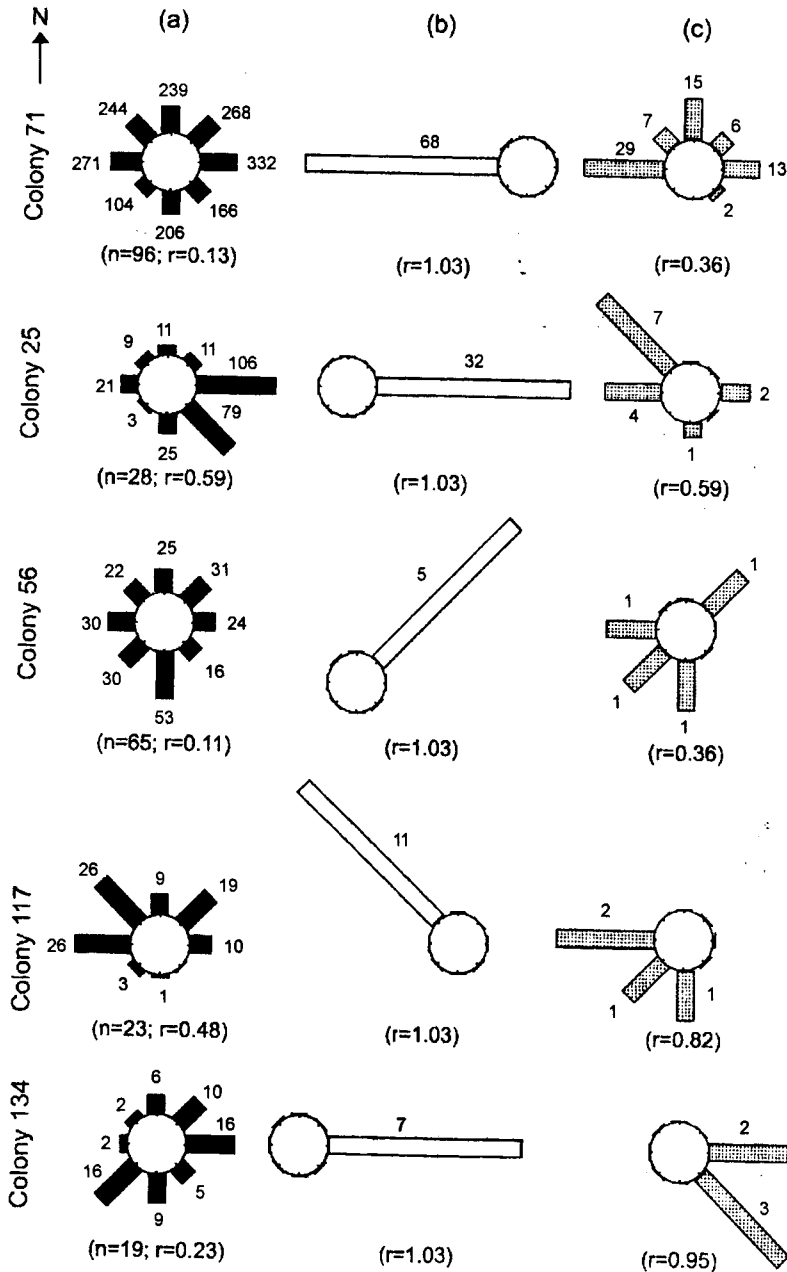 N
(a) (b) (c)
Colony 71
239
244 268
271 332
104 166
206
(n=96; r=0.13)
68
(r=1.03)
15
7 6
29 13
2
(r=0.36)
Colony 25
11
9 11
21 106
3 79
25
(n=28; r=0.59)
32
(r=1.03)
7
4 2
1
(r=0.59)
Colony 56
25
22 31
30 24
30 16
53
(n=65; r=0.11)
5
(r=1.03)
1
1
1
1
(r=0.36)
Colony 117
26 9 19
26 10
3 1
(n=23; r=0.48)
11
(r=1.03)
2
1 1
(r=0.82)
Colony 134
6
2 10
2 16
16 5
9
(n=19; r=0.23)
7
(r=1.03)
2
3
(r=0.95)